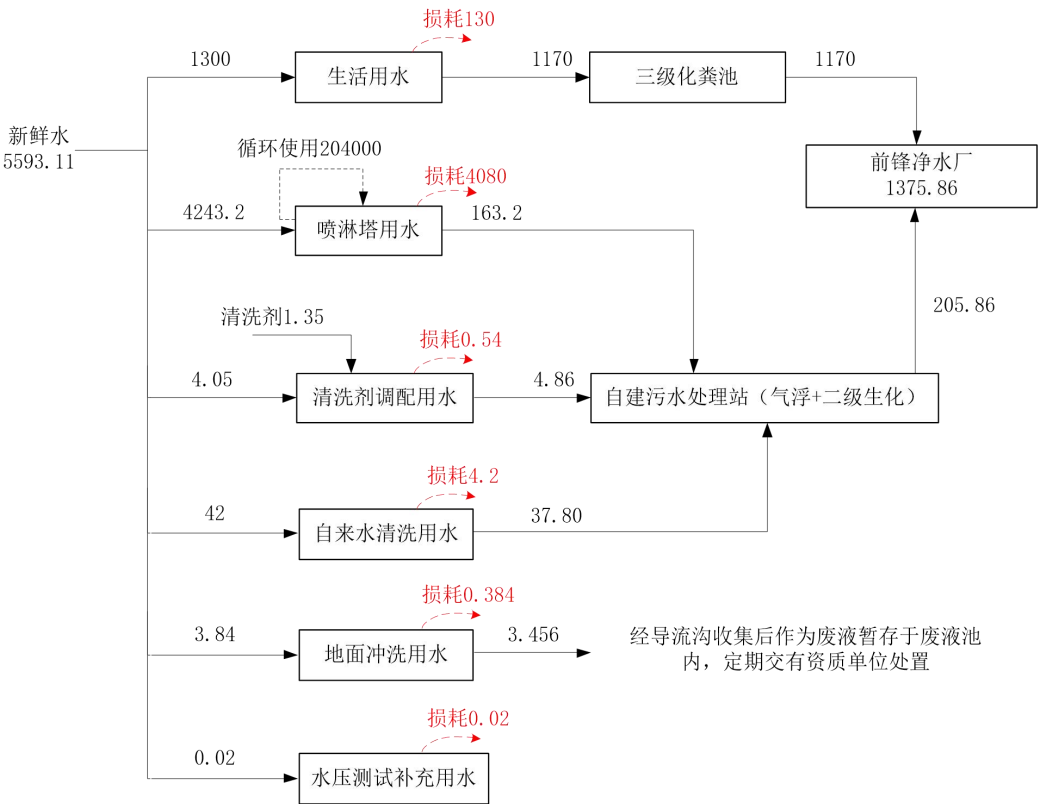 损耗130
1300
生活用水
1170
三级化粪池
1170
新鲜水
5593.11
循环使用204000
损耗4080
前锋净水厂
1375.86
4243.2
喷淋塔用水
163.2
205.86
清洗剂1.35
损耗0.54
4.05
清洗剂调配用水
4.86
自建污水处理站（气浮+二级生化）
损耗4.2
42
自来水清洗用水
37.80
损耗0.384
3.84
地面冲洗用水
3.456
经导流沟收集后作为废液暂存于废液池
内，定期交有资质单位处置
损耗0.02
0.02
水压测试补充用水